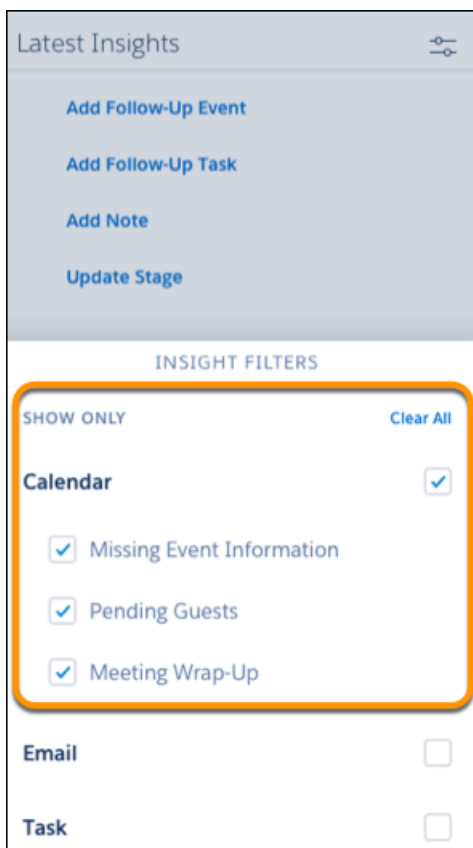 Latest Insights
Add Follow-Up Event
Add Follow-Up Task
Add Note
Update Stage
INSIGHT FILTERS
SHOW ONLY Clear All
Calendar
Missing Event Information
Pending Guests
Meeting Wrap-Up
Email
Task